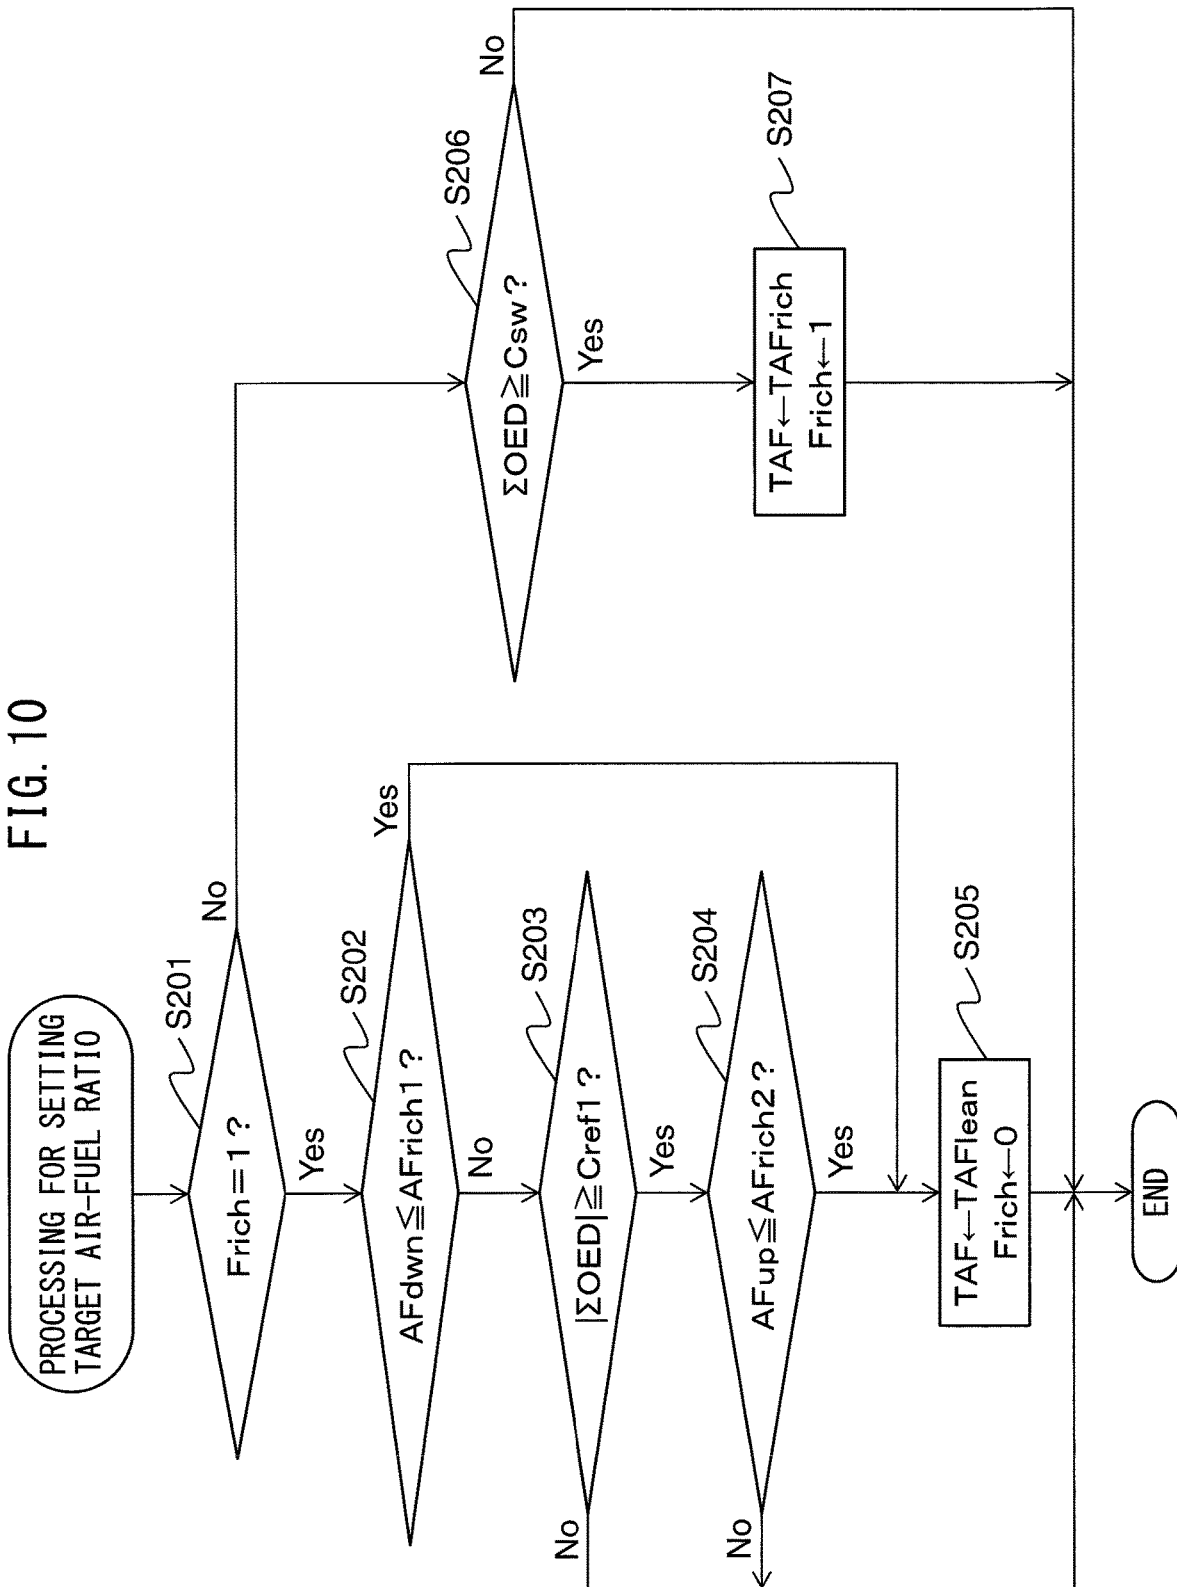 FIG. 10
PROCESSING FOR SETTING
TARGET AIR-FUEL RATIO
S201
Frich=1?
No
Yes
S202
AFdwn≦AFrich1?
Yes
No
S203
|ΣOED|≧Cref1?
No
Yes
S204
AFup≦AFrich2?
No
Yes
S205
TAF←TAFlean
Frich←0
S206
ΣOED≧Csw?
No
Yes
S207
TAF←TAFrich
Frich←1
END